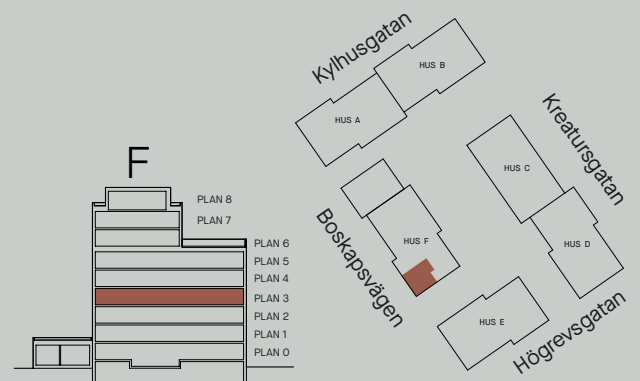 F
PLAN 8
PLAN 7
PLAN 6
PLAN 5
PLAN 4
PLAN 3
PLAN 2
PLAN 1
PLAN 0
Kylhusgatan
HUS B
HUS A
Kreatursgatan
HUS C
Boskapsvägen
HUS F
HUS D
HUS E
Högrevsgatan